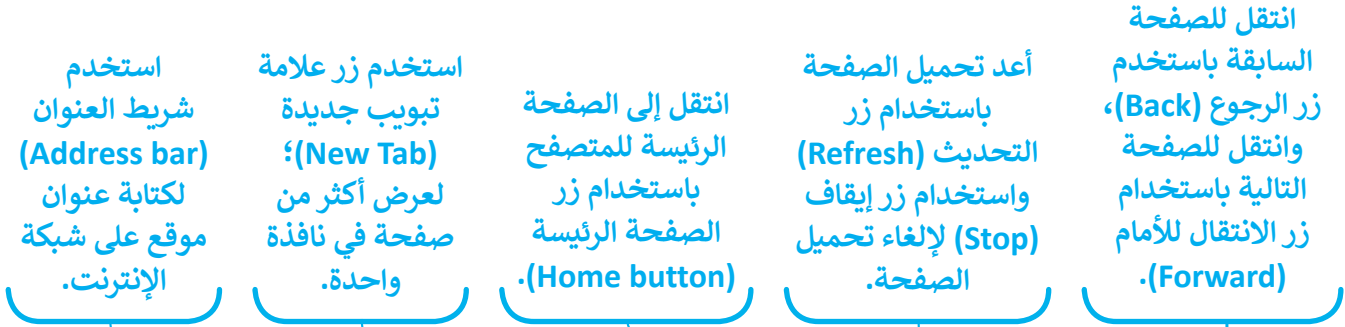 انتقل للصفحة
السابقة باستخدم
زر الرجوع (Back)،
وانتقل للصفحة
التالية باستخدام
زر الانتقال للأمام
(Forward).
أعد تحميل الصفحة
باستخدام زر
التحديث (Refresh)
واستخدام زر إيقاف
(Stop) لإلغاء تحميل
الصفحة.
انتقل إلى الصفحة
الرئيسة للمتصفح
باستخدام زر
الصفحة الرئيسة
(Home button).
استخدم زر علامة
تبويب جديدة
(New Tab)؛
لعرض أكثر من
صفحة في نافذة
واحدة.
استخدم
شريط العنوان
(Address bar)
لكتابة عنوان
موقع على شبكة
الإنترنت.